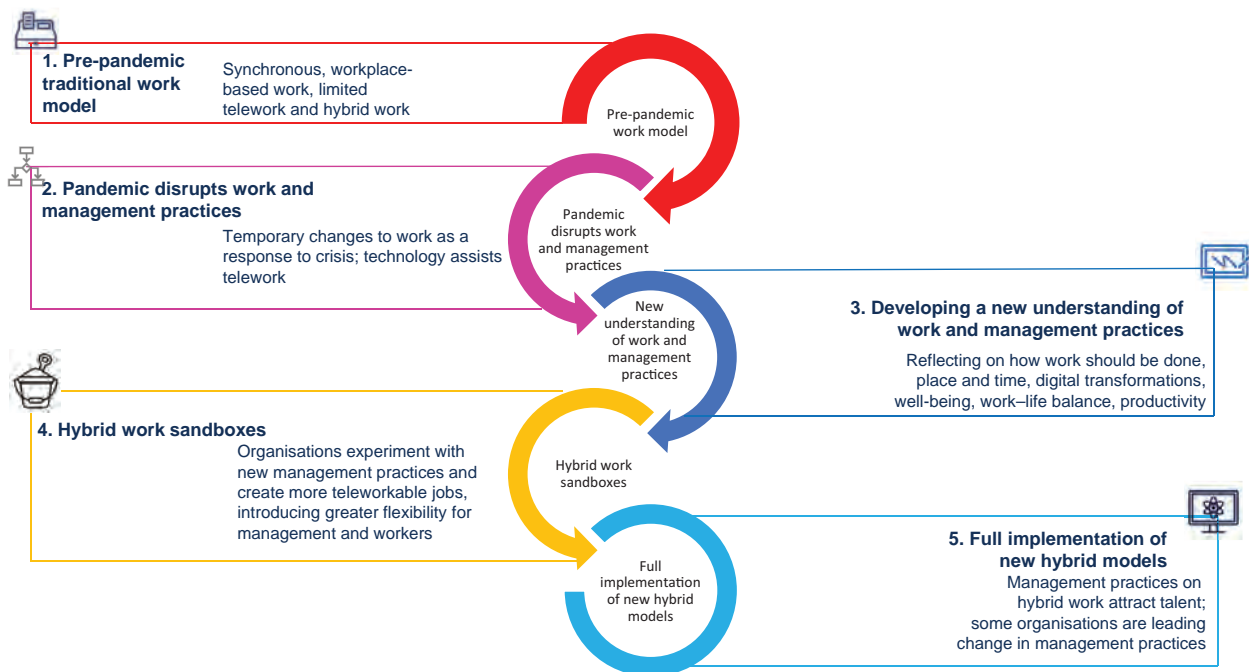 1. Pre-pandemic
traditional work
model
Synchronous, workplace-
based work, limited
telework and hybrid work
Pre-pandemic
work model
2. Pandemic disrupts work and
management practices
Temporary changes to work as a
response to crisis; technology assists
telework
Pandemic
disrupts work
and management
practices
3. Developing a new understanding of
work and management practices
Reflecting on how work should be done,
place and time, digital transformations,
well-being, work–life balance, productivity
New
understanding
of work and
management
practices
4. Hybrid work sandboxes
Organisations experiment with
new management practices and
create more teleworkable jobs,
introducing greater flexibility for
management and workers
Hybrid work
sandboxes
5. Full implementation of
new hybrid models
Management practices on
hybrid work attract talent;
some organisations are leading
change in management practices
Full
implementation
of new hybrid
models